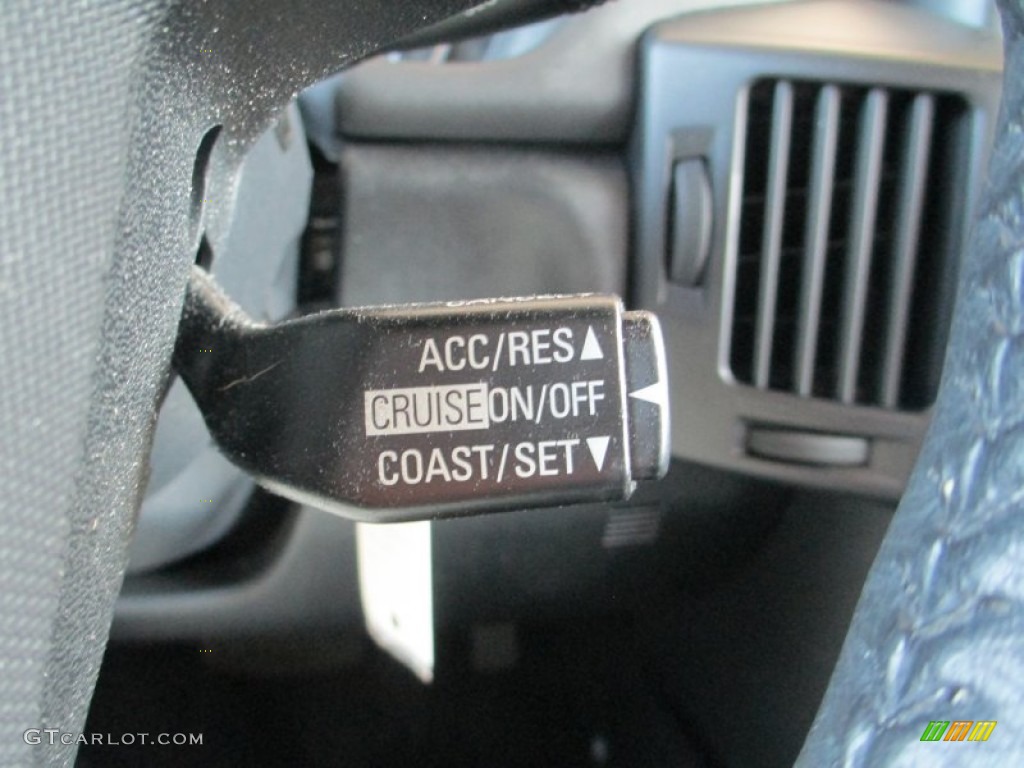 ACC/RES▲
CRUISE ON/OFF
COAST/SET▼
GTCARLOT.COM